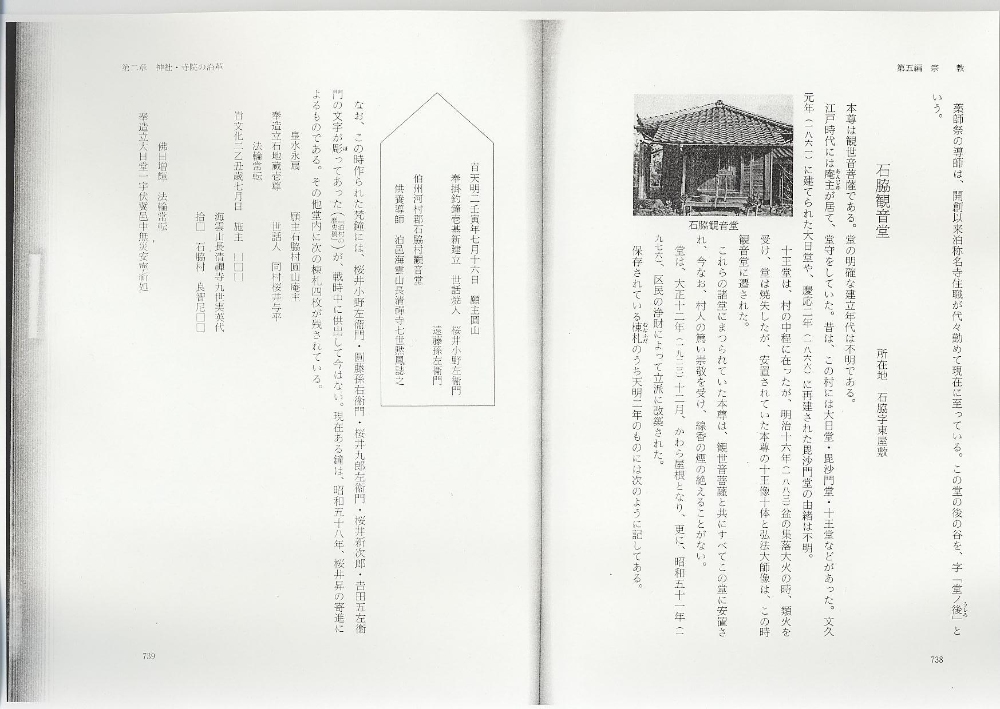 第五編　宗　　教
薬師祭の導師は、開創以来泊称名寺住職が代々勤めて現在に至っている。この堂の後の谷を、字「堂ノ後」と
うしろ
いう。
石脇観音堂
所在地　石脇字東屋敷
本尊は観世音菩薩である。堂の明確な建立年代は不明である。
江戸時代には庵主が居て、堂守をしていた。昔は、この村には大日堂・毘沙門堂・十王堂などがあった。文久
あんじゆ
元年（一八六一）に建てられた大日堂や、慶応二年（一八六六）に再建された毘沙門堂の由緒は不明。
石脇観音堂
十王堂は、村の中程に在ったが、明治十六年（一八八三）盆の集落大火の時、類火を
受け、堂は焼失したが、安置されていた本尊の十王像十体と弘法大師像は、この時
観音堂に遷された。
これらの諸堂にまつられていた本尊は、観世音菩薩と共にすべてこの堂に安置さ
れ、今なお、村人の篤い崇敬を受け、線香の煙の絶えることがない。
堂は、大正十二年（一九二三）十二月、かわら屋根となり、更に、昭和五十一年（一
九七六）、区民の浄財によって立派に改築された。
保存されている棟札のうち天明二年のものには次のように記してある。
むなふだ
738
第二章　神社・寺院の沿革
旹天明二壬寅年七月十六日　願主圓山
奉掛釣鐘壱基新建立　世話焼人　桜井小野左衞門
遠藤孫左衞門
伯州河村郡石脇村観音堂
供養導師　泊邑海雲山長清禪寺七世黙鳳誌之
なお、この時作られた梵鐘には、桜井小野左衞門・圓藤孫右衞門・桜井九郎左衞門・桜井新次郎・吉田五左衞
門の文字が彫ってあった（『泊村の歴史稿』）が、戦時中に供出して今はない。現在ある鐘は、昭和五十八年、桜井昇の寄進に
ほ
よるものである。その他堂内に次の棟札四枚が残されている。
皇水永扇　　　願主石脇村圓山庵主
奉造立石地蔵壱尊　　世話人　同村桜井与平
法輪常転
旹文化二乙丑歳七月日　施主　□□□
海雲山長清禪寺九世実英代
拾□　石脇村　良智尼□□
佛日増輝　法輪常転
奉造立大日堂一宇伏冀邑中無災安寧祈処
739